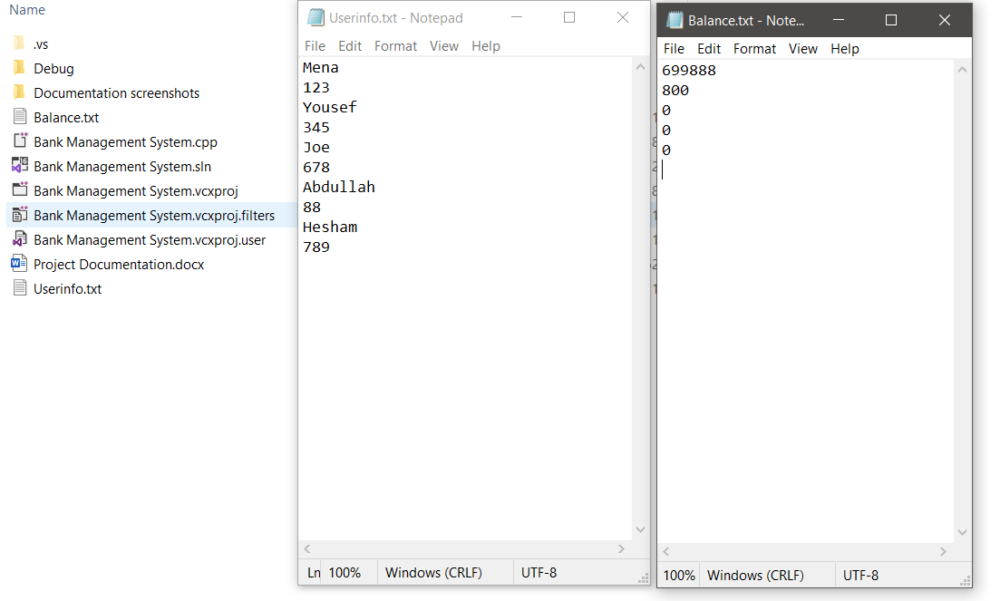 Name
.vs
Debug
Documentation screenshots
Balance.txt
Bank Management System.cpp
Bank Management System.sln
Bank Management System.vcxproj
Bank Management System.vcxproj.filters
Bank Management System.vcxproj.user
Project Documentation.docx
Userinfo.txt
Userinfo.txt - Notepad
File Edit Format View Help
Mena
123
Yousef
345
Joe
678
Abdullah
88
Hesham
789
Ln 100% Windows (CRLF) UTF-8
Balance.txt - Note...
File Edit Format View Help
699888
800
0
0
0
100% Windows (CRLF) UTF-8